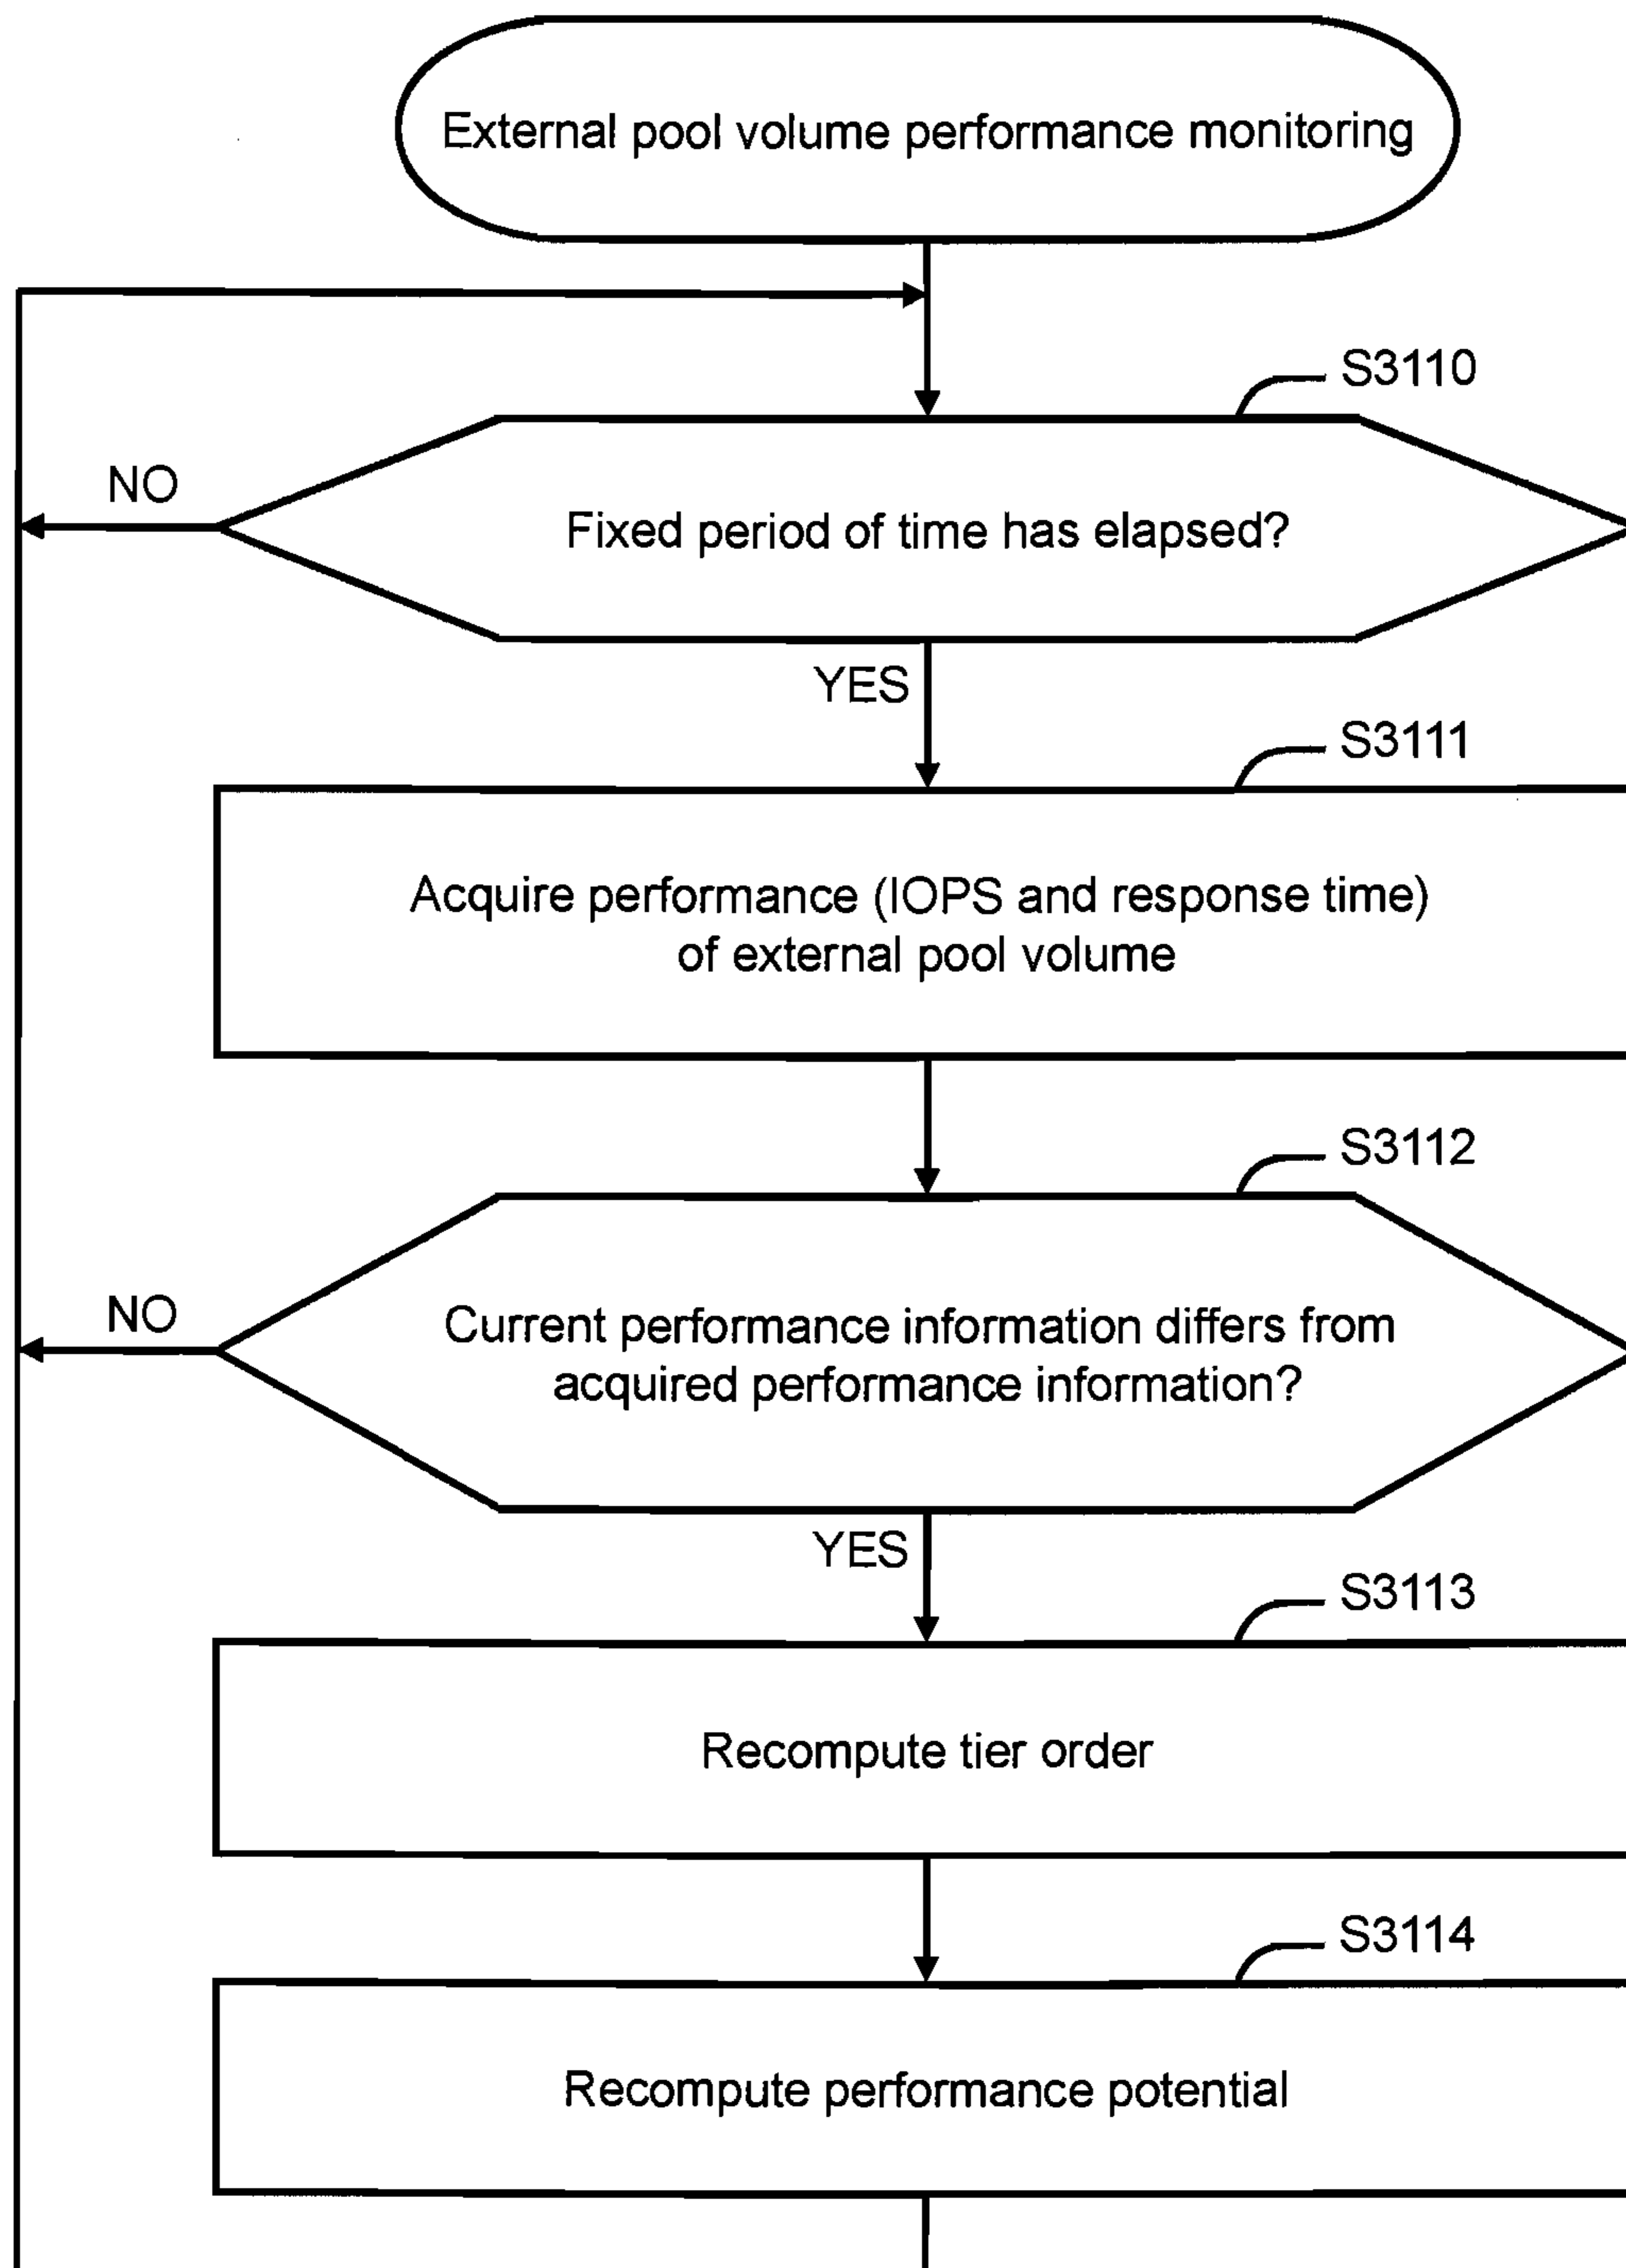 External pool volume performance monitoring
S3110
NO
Fixed period of time has elapsed?
YES
S3111
Acquire performance (IOPS and response time)
of external pool volume
S3112
NO
Current performance information differs from
acquired performance information?
YES
S3113
Recompute tier order
S3114
Recompute performance potential